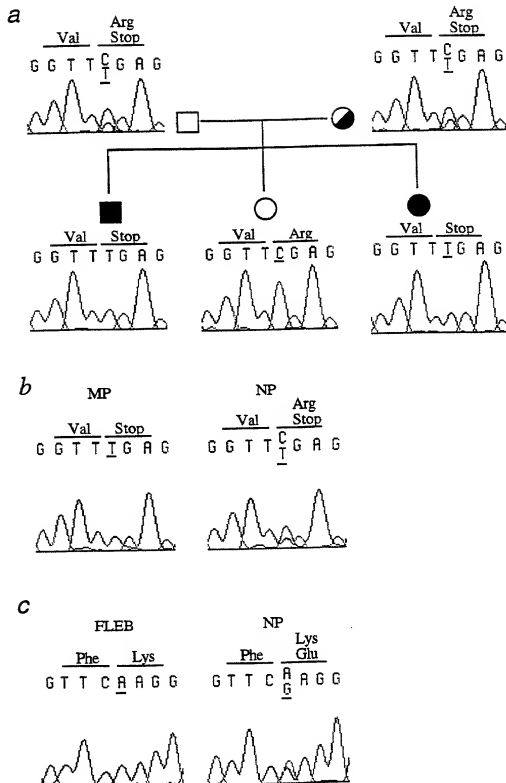 a
Arg
Val Stop
G G T T C G A G
T
Arg
Val Stop
G G T T C G A G
T
Val Stop
G G T T T G A G
Val Arg
G G T T C G A G
Val Stop
G G T T T G A G
b
MP
Val Stop
G G T T T G A G
NP
Arg
Val Stop
G G T T C G A G
T
c
FLEB
Phe Lys
G T T C A A G G
NP
Lys
Phe Glu
G T T C A A G G
G